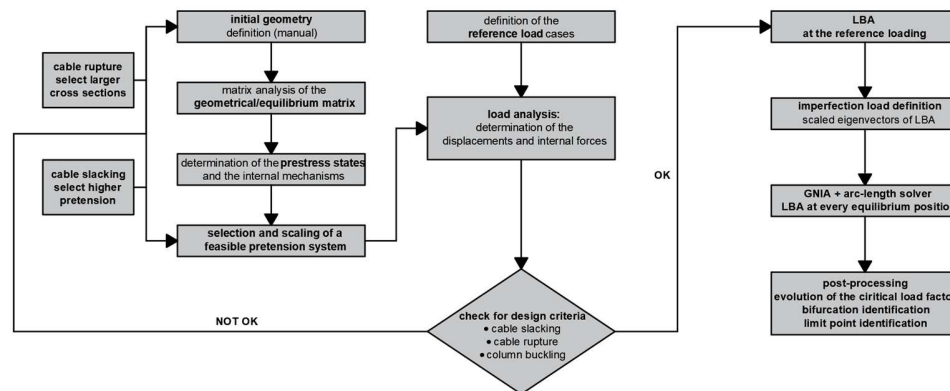 initial geometry
definition (manual)
matrix analysis of the
geometrical/equilibrium matrix
determination of the prestress states
and the internal mechanisms
selection and scaling of a
feasible pretension system
cable rupture
select larger
cross sections
cable slacking
select higher
pretension
definition of the
reference load cases
load analysis:
determination of the
displacements and internal forces
check for design criteria
• cable slacking
• cable rupture
• column buckling
NOT OK
OK
LBA
at the reference loading
imperfection load definition
scaled eigenvectors of LBA
GNIA + arc-length solver
LBA at every equilibrium position
post-processing
evolution of the ciritical load facto
bifurcation identification
limit point identification